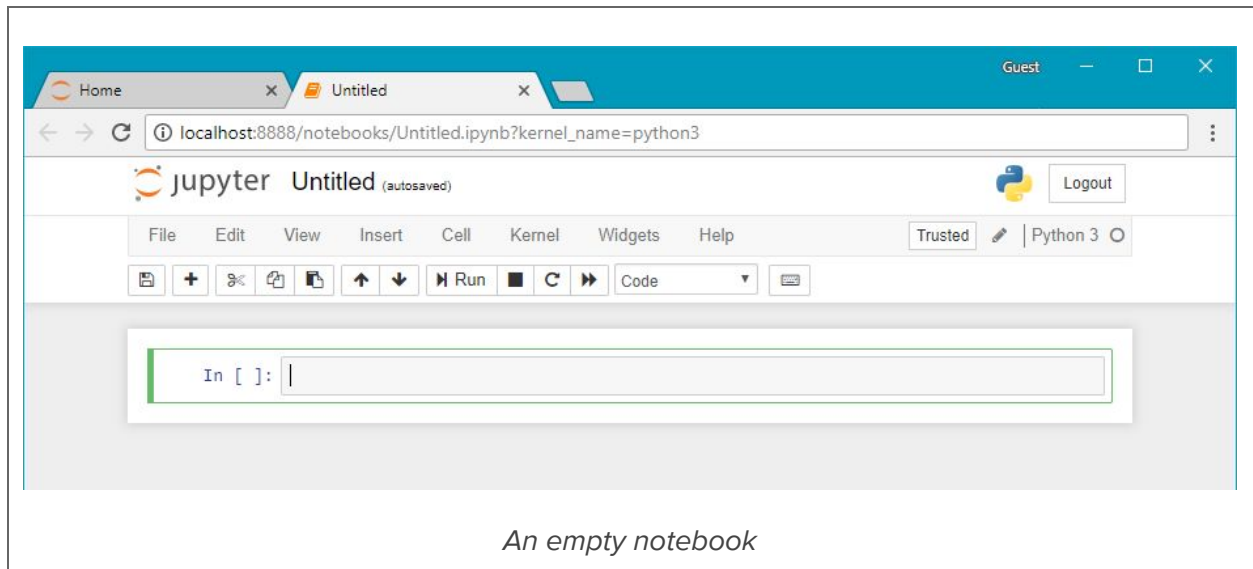 Guest
Home
Untitled
localhost:8888/notebooks/Untitled.ipynb?kernel_name=python3
jupyter Untitled (autosaved)
Logout
File Edit View Insert Cell Kernel Widgets Help
Trusted
Python 3
Run
Code
In [ ]:
An empty notebook